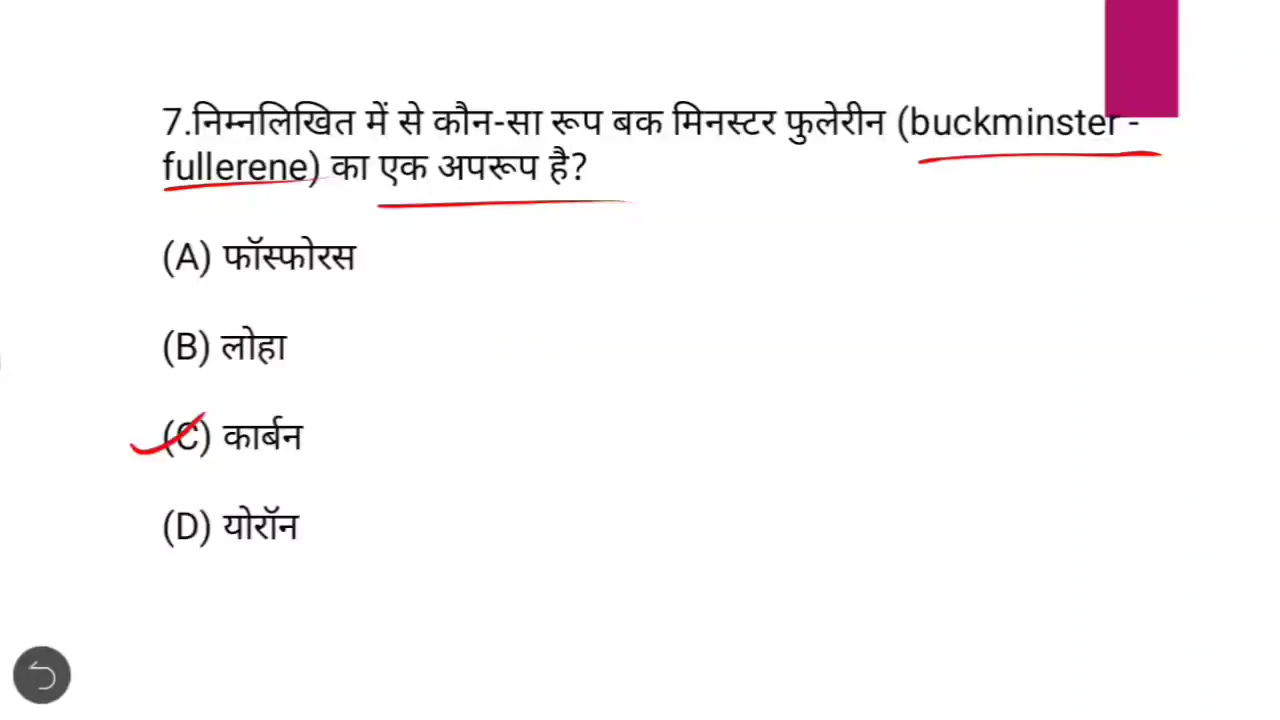 7.निम्नलिखित में से कौन-सा रूप बक मिनस्टर फुलेरीन (buckminster -
fullerene) का एक अपरूप है?
(A) फॉस्फोरस
(B) लोहा
(C) कार्बन
(D) योरॉन